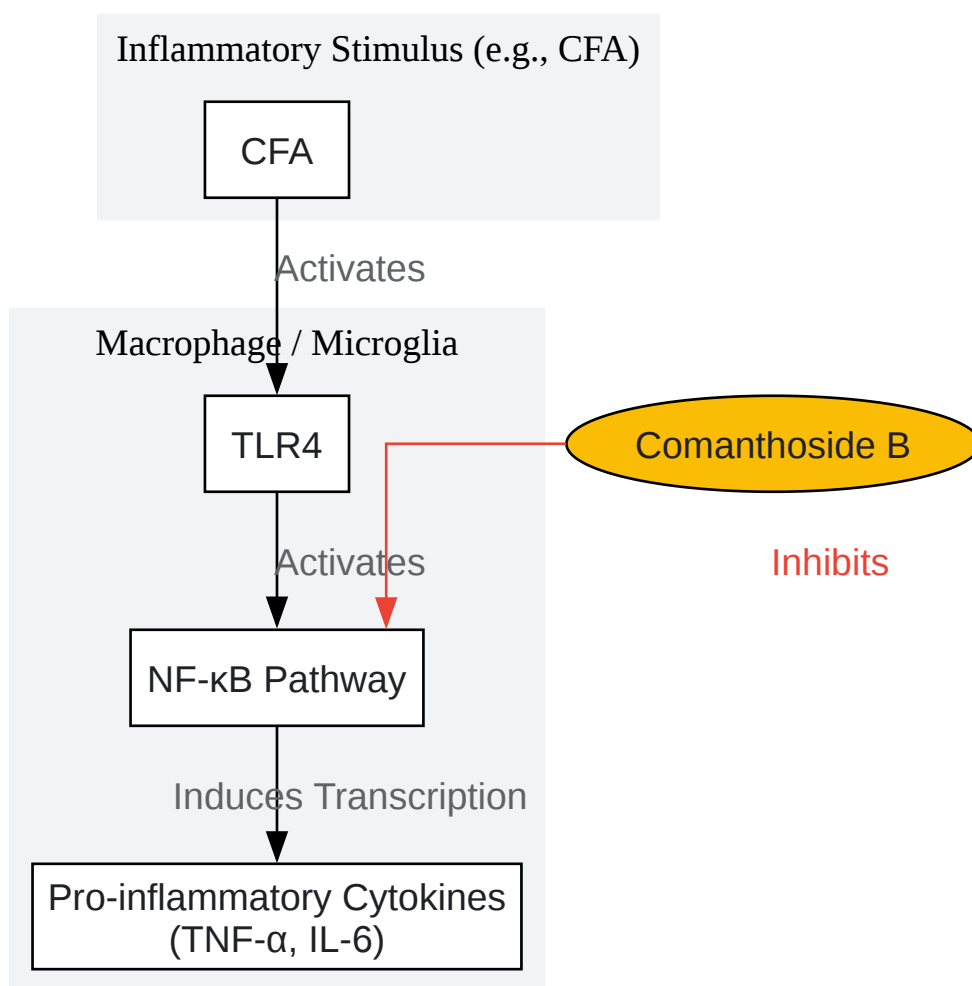 Inflammatory Stimulus (e.g., CFA)
CFA
Activates
Macrophage / Microglia
TLR4
Comanthoside B
Activates
Inhibits
NF-κB Pathway
Induces Transcription
Pro-inflammatory Cytokines
(TNF-α, IL-6)